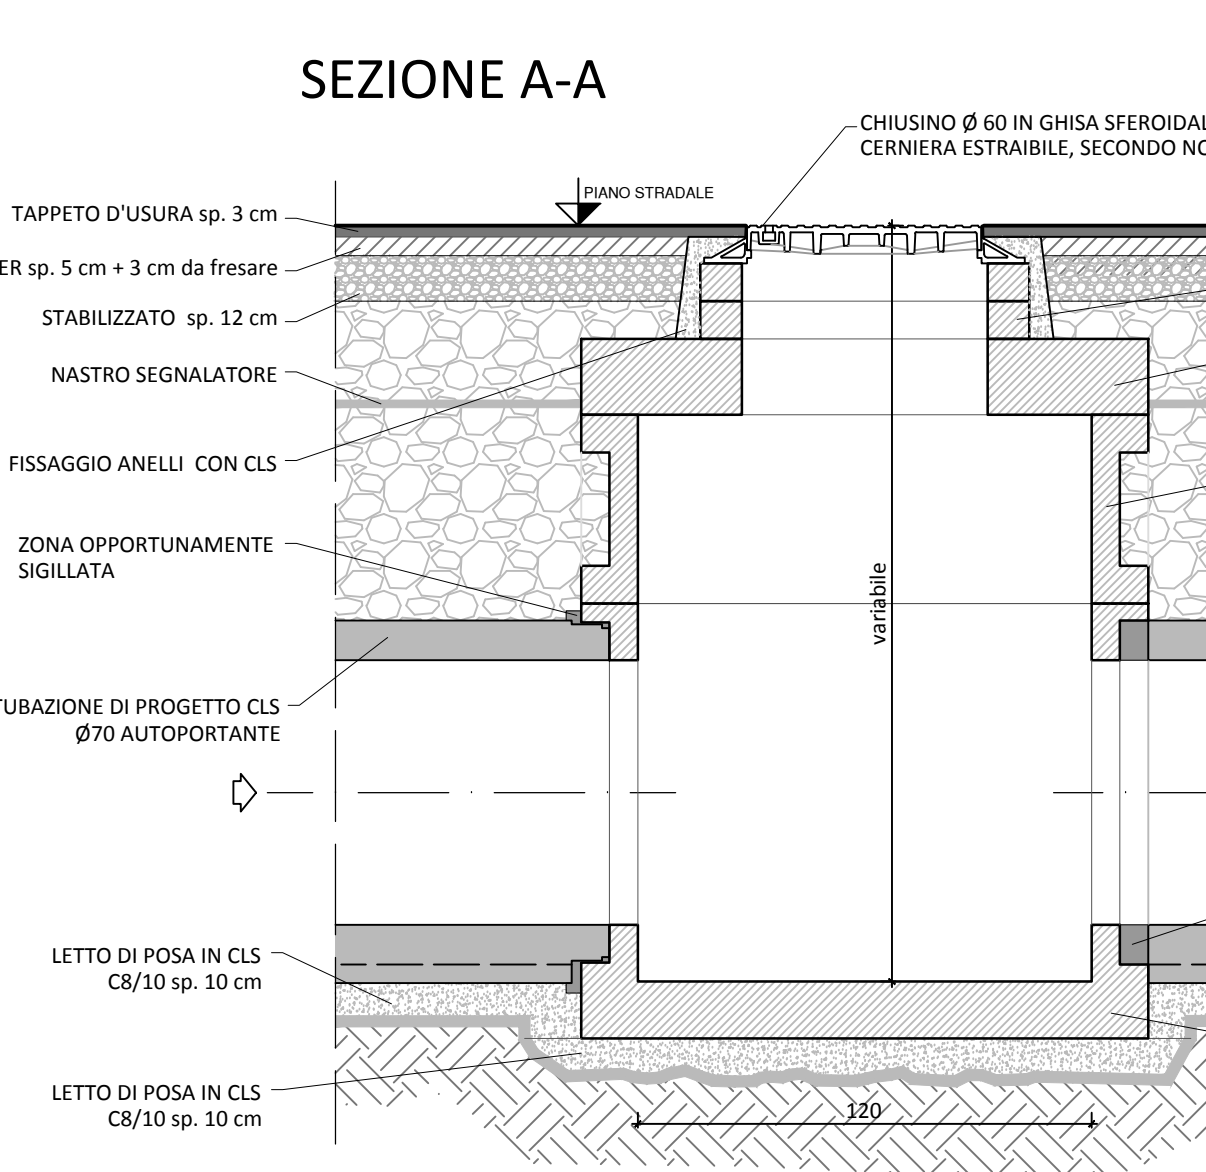 SEZIONE A-A
CHIUSINO Ø 60 IN GHISA
CERNIERA ESTRAIBILE, SECONDO
PIANO STRADALE
TAPPETO D'USURA sp. 3 cm
sp. 5 cm + 3 cm da fresare
STABILIZZATO sp. 12 cm
NASTRO SEGNALATORE
FISSAGGIO ANELLI CON CLS
ZONA OPPORTUNAMENTE
SIGILLATA
variabile
TUBAZIONE DI PROGETTO CLS
Ø70 AUTOPORTANTE
LETTO DI POSA IN CLS
C8/10 sp. 10 cm
LETTO DI POSA IN CLS
C8/10 sp. 10 cm
120